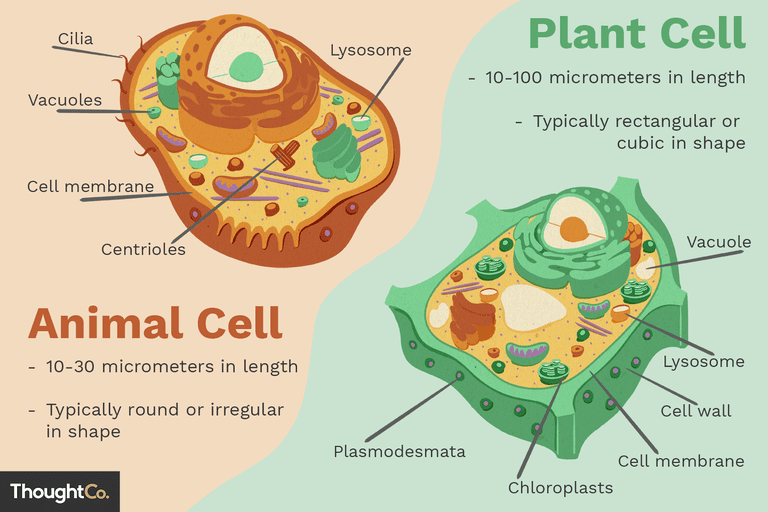 Cilia
Lysosome
Vacuoles
Cell membrane
Centrioles
Animal Cell
- 10-30 micrometers in length
- Typically round or irregular
in shape
Plant Cell
- 10-100 micrometers in length
- Typically rectangular or
cubic in shape
Vacuole
Lysosome
Cell wall
Plasmodesmata
Cell membrane
Chloroplasts
ThoughtCo.